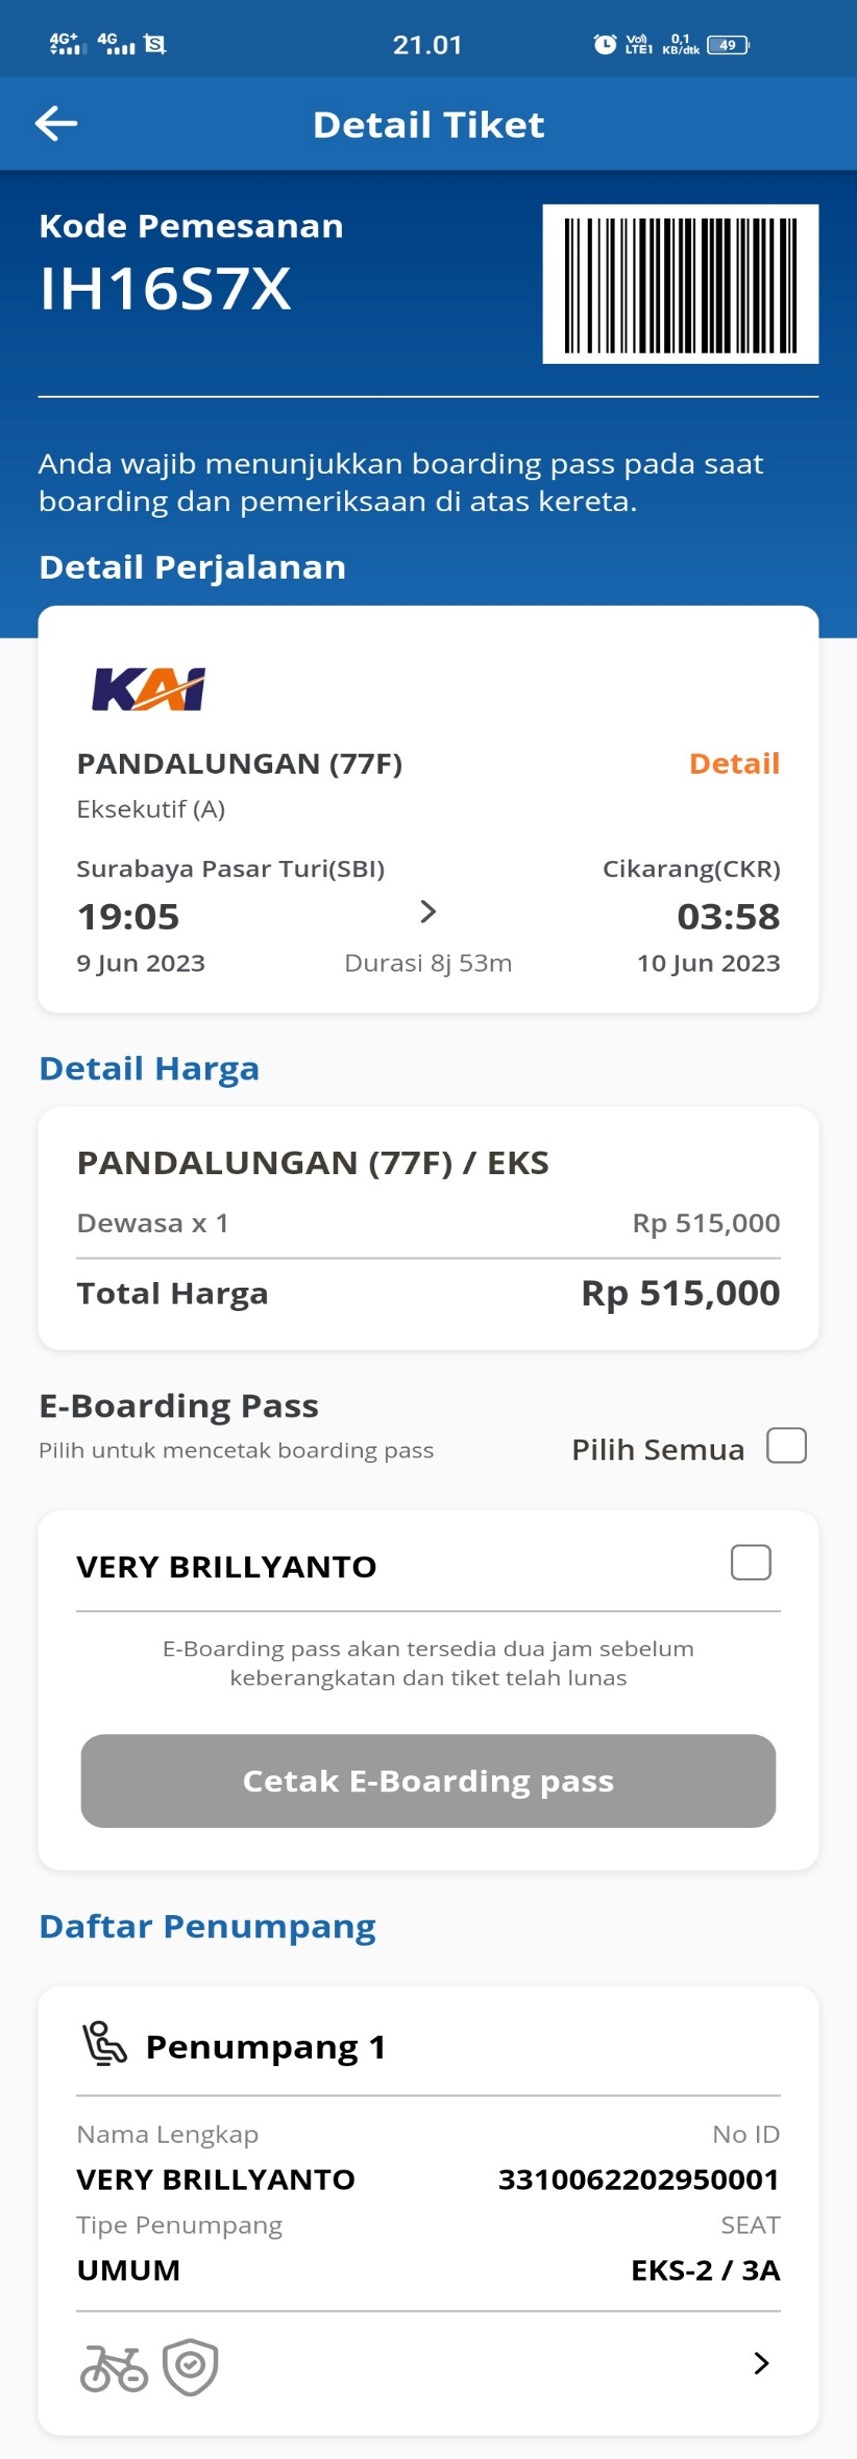 4G+ 4G 21.01 Vo)) LTE1 0,1 KB/dtk 49
Detail Tiket
Kode Pemesanan
IH16S7X
Anda wajib menunjukkan boarding pass pada saat
boarding dan pemeriksaan di atas kereta.
Detail Perjalanan
KAI
PANDALUNGAN (77F) Detail
Eksekutif (A)
Surabaya Pasar Turi(SBI) Cikarang(CKR)
19:05 03:58
9 Jun 2023 Durasi 8j 53m 10 Jun 2023
Detail Harga
PANDALUNGAN (77F) / EKS
Dewasa x 1 Rp 515,000
Total Harga Rp 515,000
E-Boarding Pass
Pilih untuk mencetak boarding pass Pilih Semua
VERY BRILLYANTO
E-Boarding pass akan tersedia dua jam sebelum
keberangkatan dan tiket telah lunas
Cetak E-Boarding pass
Daftar Penumpang
Penumpang 1
Nama Lengkap No ID
VERY BRILLYANTO 3310062202950001
Tipe Penumpang SEAT
UMUM EKS-2 / 3A